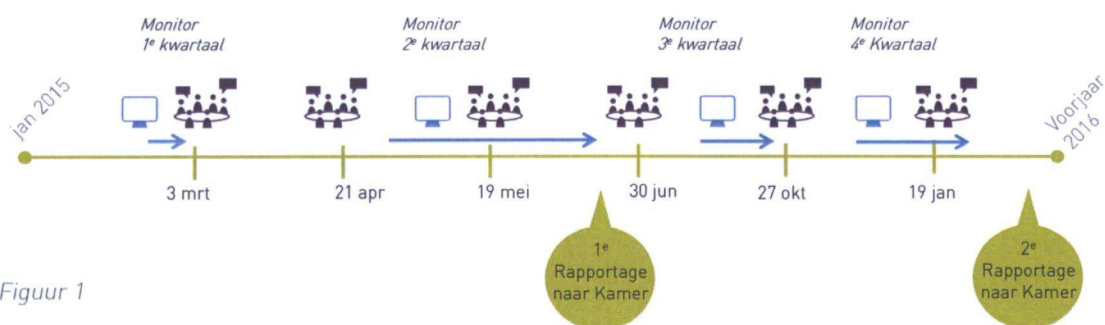 Monitor
1e kwartaal
Monitor
2e kwartaal
Monitor
3e kwartaal
Monitor
4e Kwartaal
jan 2015
Voorjaar
2016
3 mrt
21 apr
19 mei
30 jun
27 okt
19 jan
1e
Rapportage
naar Kamer
2e
Rapportage
naar Kamer
Figuur 1